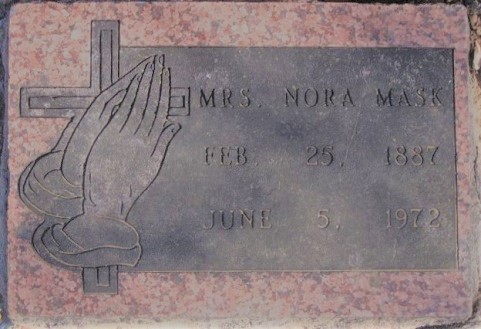 MRS. NORA MASK
FEB. 25, 1887
JUNE 5, 1972